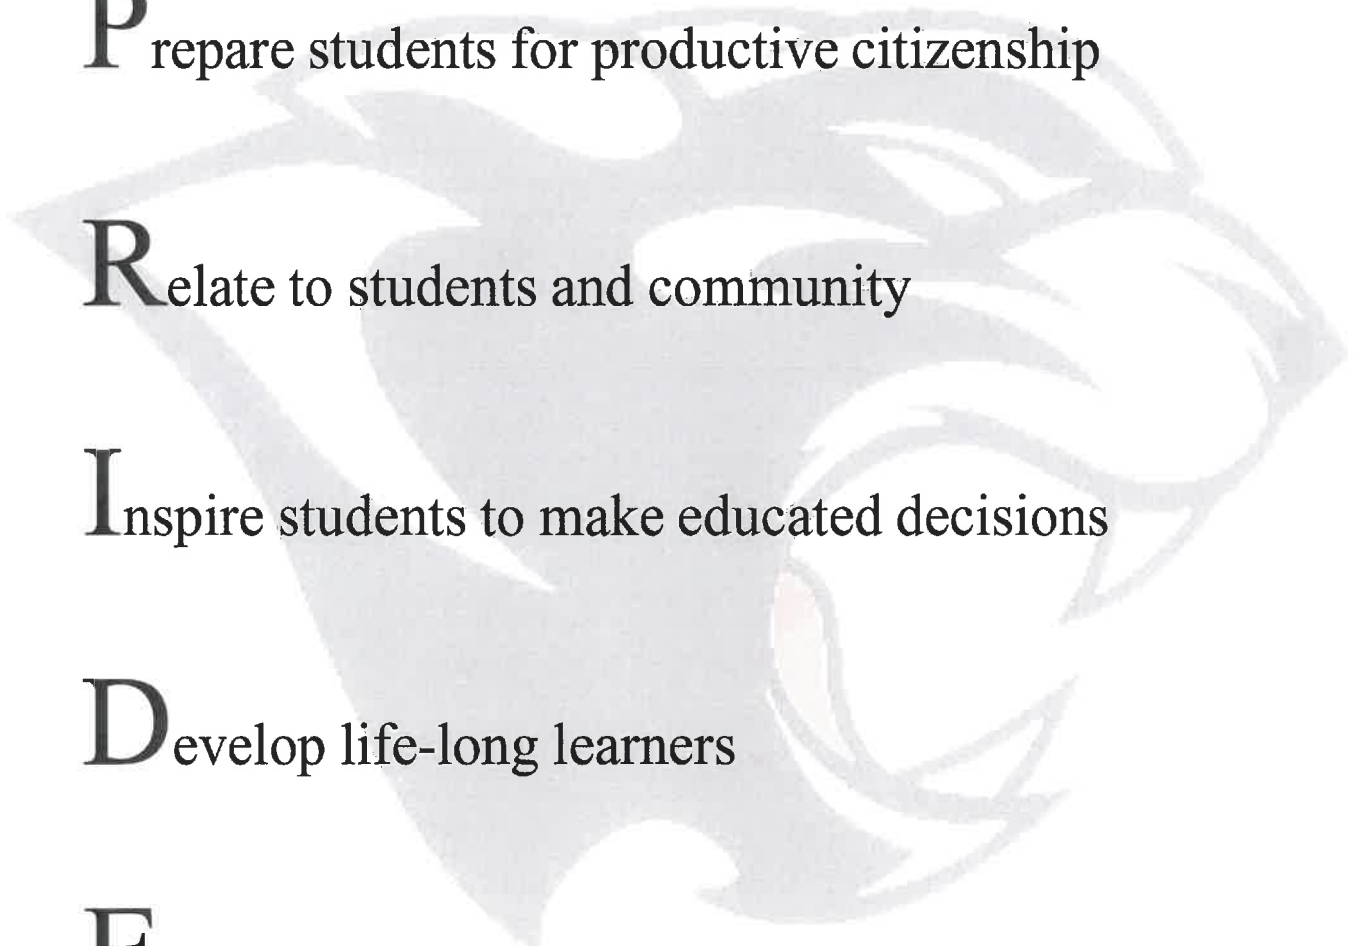 Prepare students for productive citizenship
Relate to students and community
Inspire students to make educated decisions
Develop life-long learners